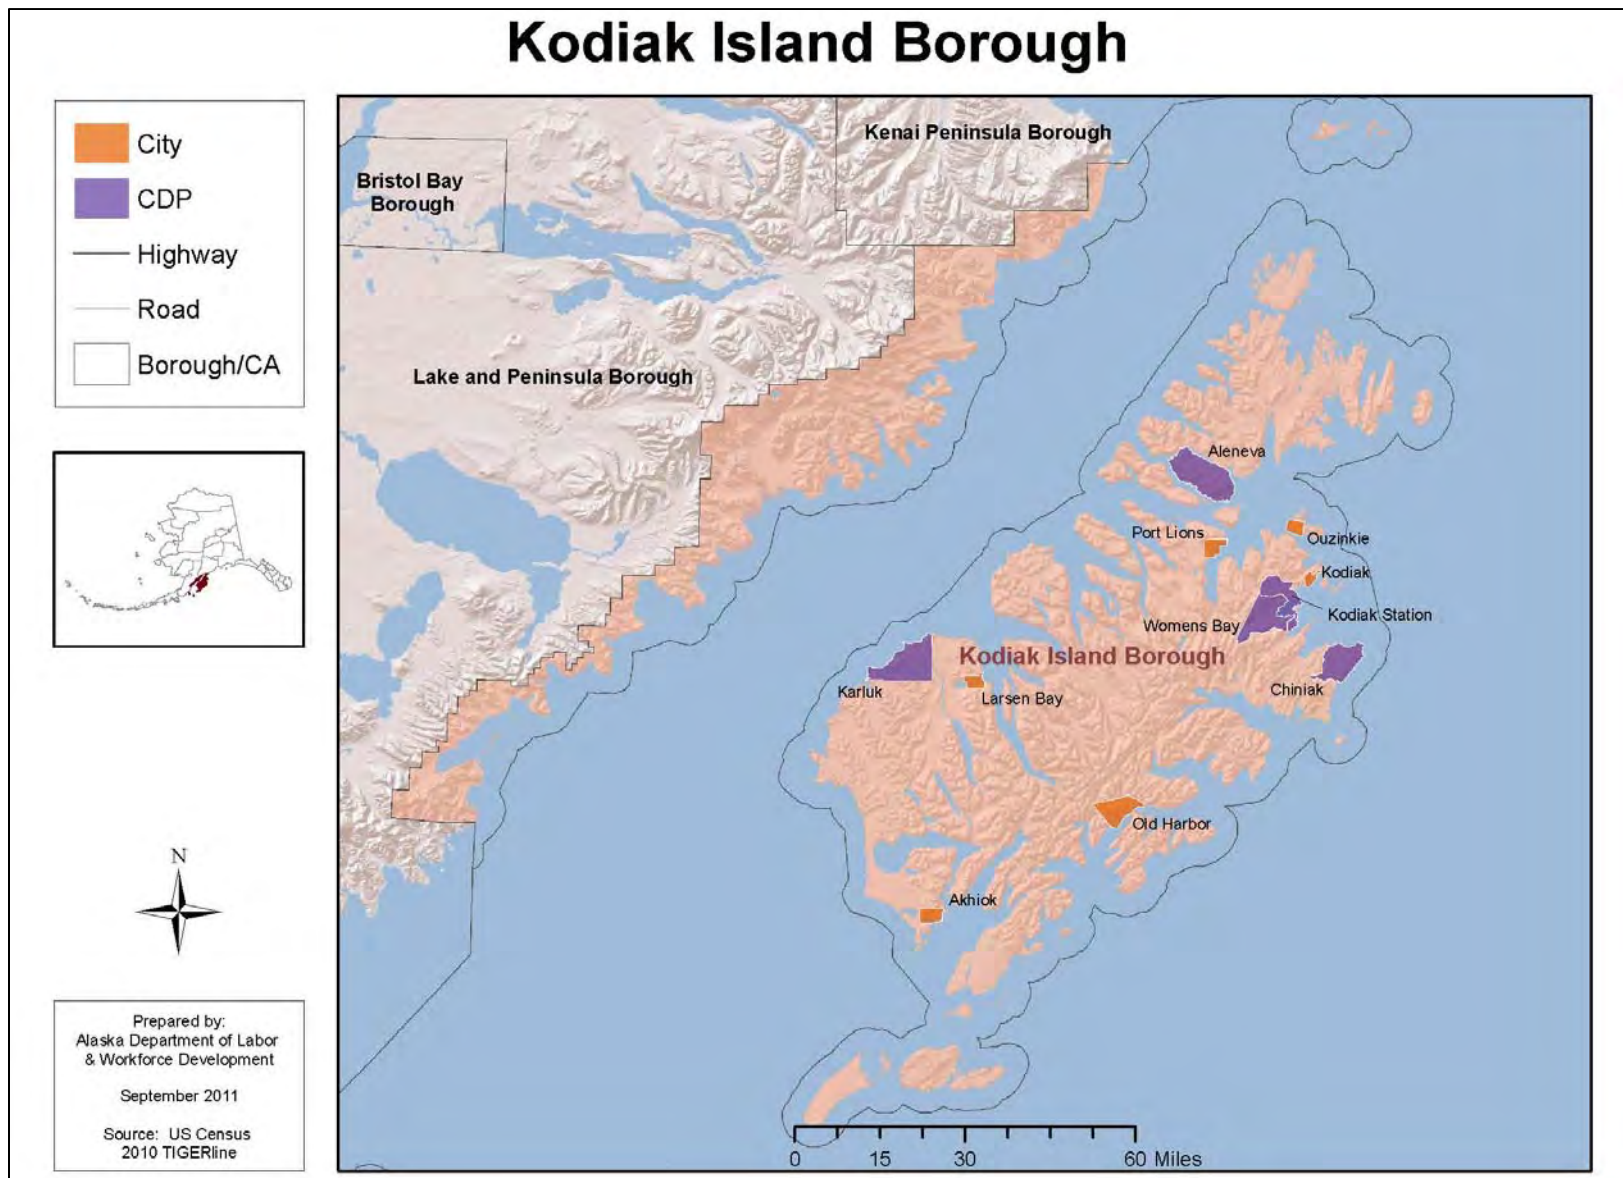 Kodiak Island Borough
City
CDP
Highway
Road
Borough/CA
N
Prepared by:
Alaska Department of Labor
& Workforce Development
September 2011
Source: US Census
2010 TIGERline
Kenai Peninsula Borough
Bristol Bay
Borough
Lake and Peninsula Borough
Aleneva
Port Lions
Ouzinkie
Kodiak
Kodiak Station
Womens Bay
Kodiak Island Borough
Karluk
Larsen Bay
Chiniak
Old Harbor
Akhiok
0 15 30 60 Miles